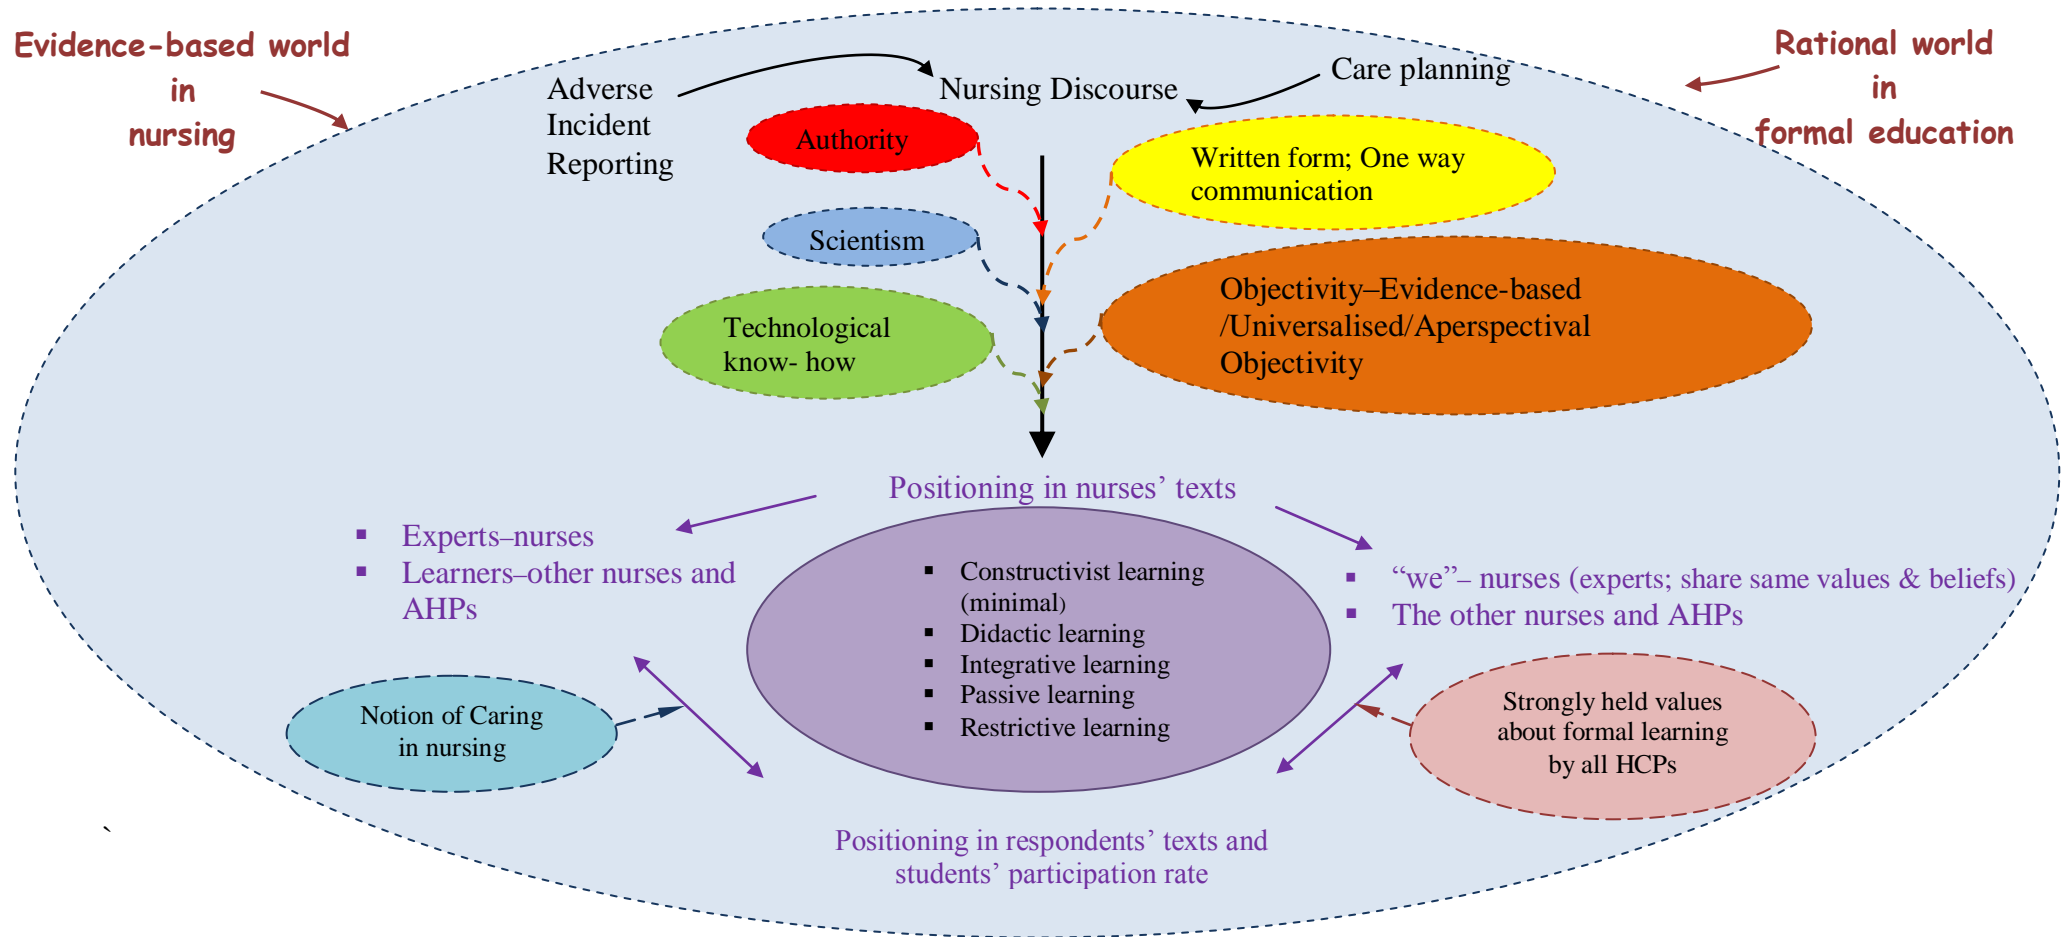 Evidence-based world
in
nursing
Rational world
in
formal education
Adverse
Incident
Reporting
Nursing Discourse
Care planning
Authority
Written form; One way
communication
Scientism
Objectivity–Evidence-based
/Universalised/Aperspectival
Objectivity
Technological
know- how
Positioning in nurses’ texts
▪ Experts–nurses
▪ Learners–other nurses and
AHPs
▪ “we”– nurses (experts; share same values & beliefs)
▪ The other nurses and AHPs
▪ Constructivist learning
(minimal)
▪ Didactic learning
▪ Integrative learning
▪ Passive learning
▪ Restrictive learning
Notion of Caring
in nursing
Strongly held values
about formal learning
by all HCPs
`
Positioning in respondents’ texts and
students’ participation rate